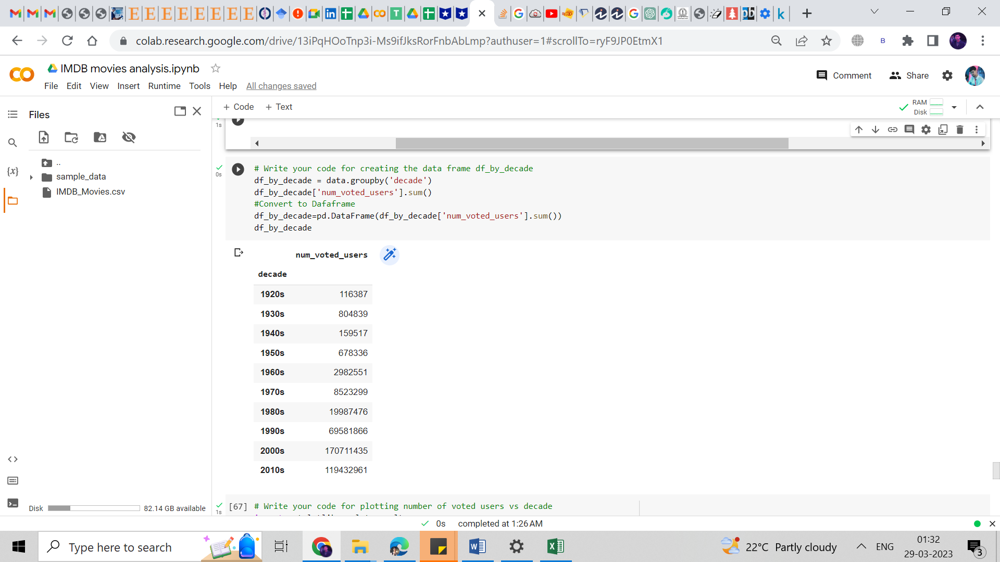 colab.research.google.com/drive/13iPqHOoTnp3i-Ms9ifJksRorFnbAbLmp?authuser=1#scrollTo=ryF9JP0EtmX1
IMDB movies analysis.ipynb
Comment
Share
File Edit View Insert Runtime Tools Help All changes saved
Files
+ Code + Text
RAM
Disk
1s
..
sample_data
IMDB_Movies.csv
0s
# Write your code for creating the data frame df_by_decade
df_by_decade = data.groupby('decade')
df_by_decade['num_voted_users'].sum()
#Convert to Dafaframe
df_by_decade=pd.DataFrame(df_by_decade['num_voted_users'].sum())
df_by_decade
num_voted_users
decade
1920s 116387
1930s 804839
1940s 159517
1950s 678336
1960s 2982551
1970s 8523299
1980s 19987476
1990s 69581866
2000s 170711435
2010s 119432961
Disk 82.14 GB available
1s
[67] # Write your code for plotting number of voted users vs decade
0s completed at 1:26 AM
Type here to search
22°C Partly cloudy
ENG
01:32
29-03-2023
3